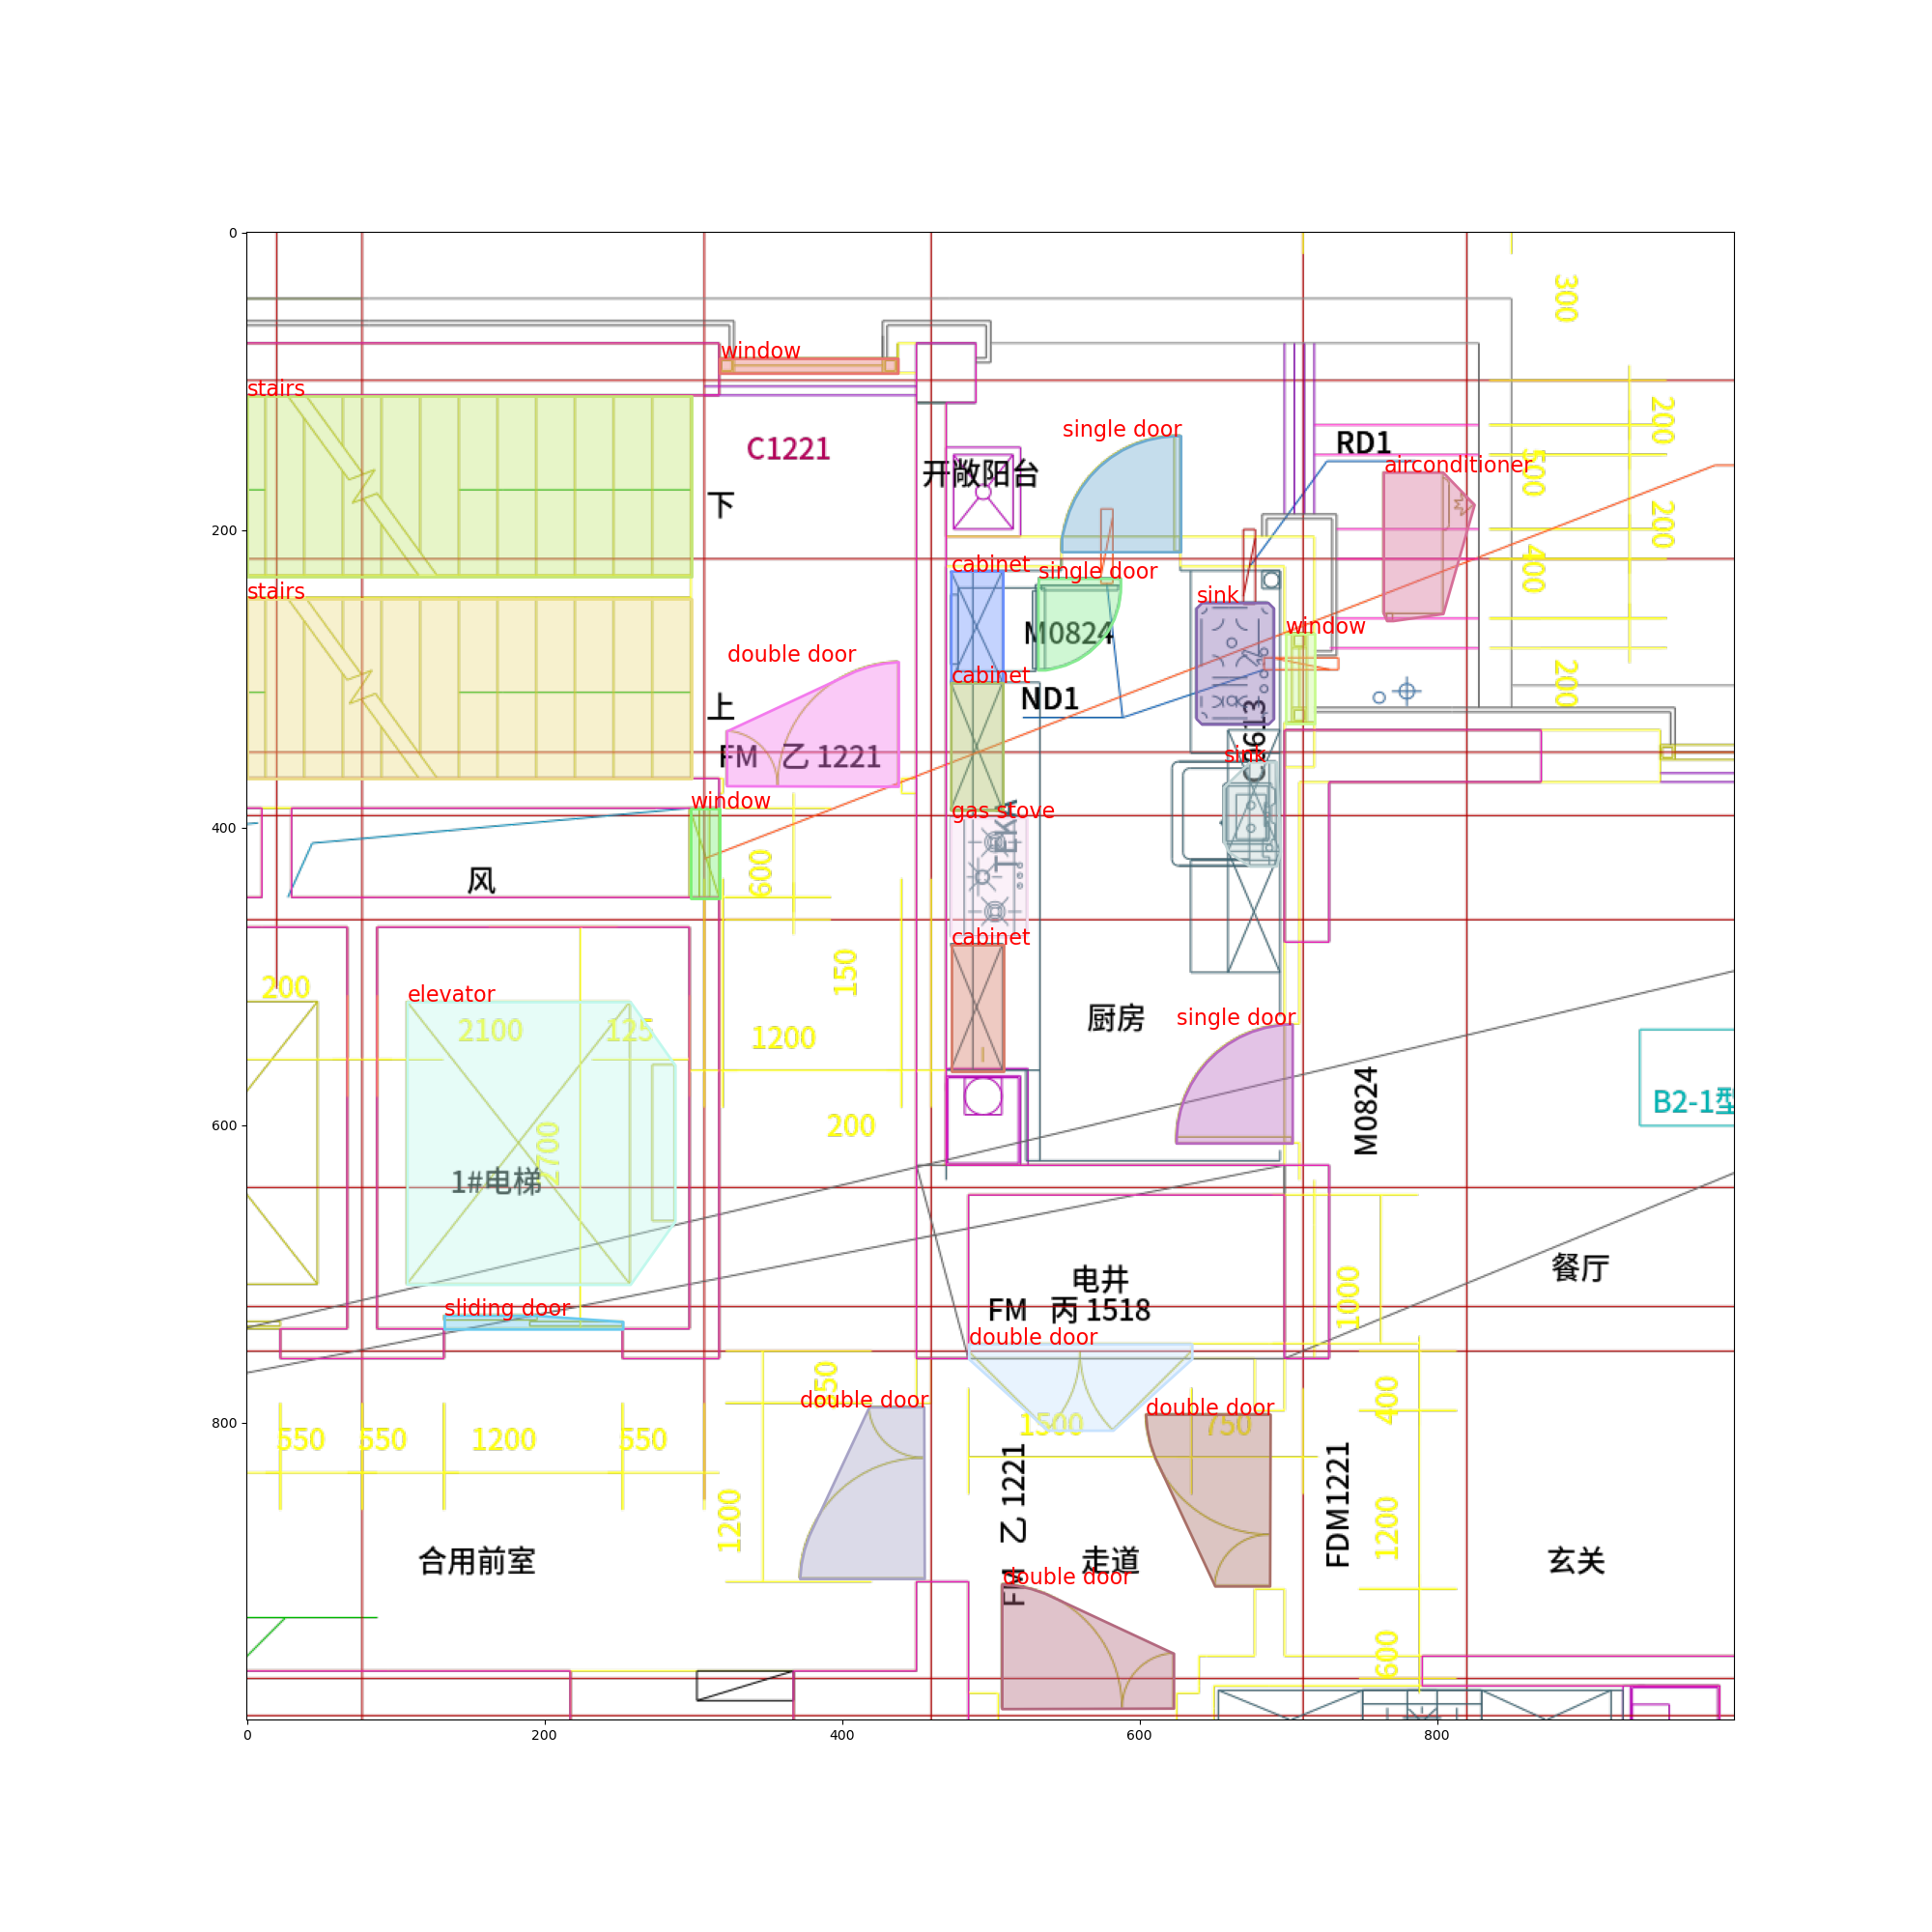 0
300
window
stairs
200
single door
C1221
RD1
开敞阳台
airconditioner
500
下
200
200
cabinet
single door
400
stairs
sink
window
M0824
double door
cabinet
200
上
ND1
FM 乙 1221
sink
window
gas stove
TEKA
400
600
风
cabinet
150
200
elevator
2100
125
1200
厨房
single door
M0824
B2-1型
600
200
2700
1#电梯
餐厅
电井
1000
FM 丙 1518
sliding door
double door
double door
double door
400
800
550
550
1200
550
1500
750
FM 乙 1221
FDM1221
1200
1200
合用前室
走道
玄关
double door
600
0
200
400
600
800